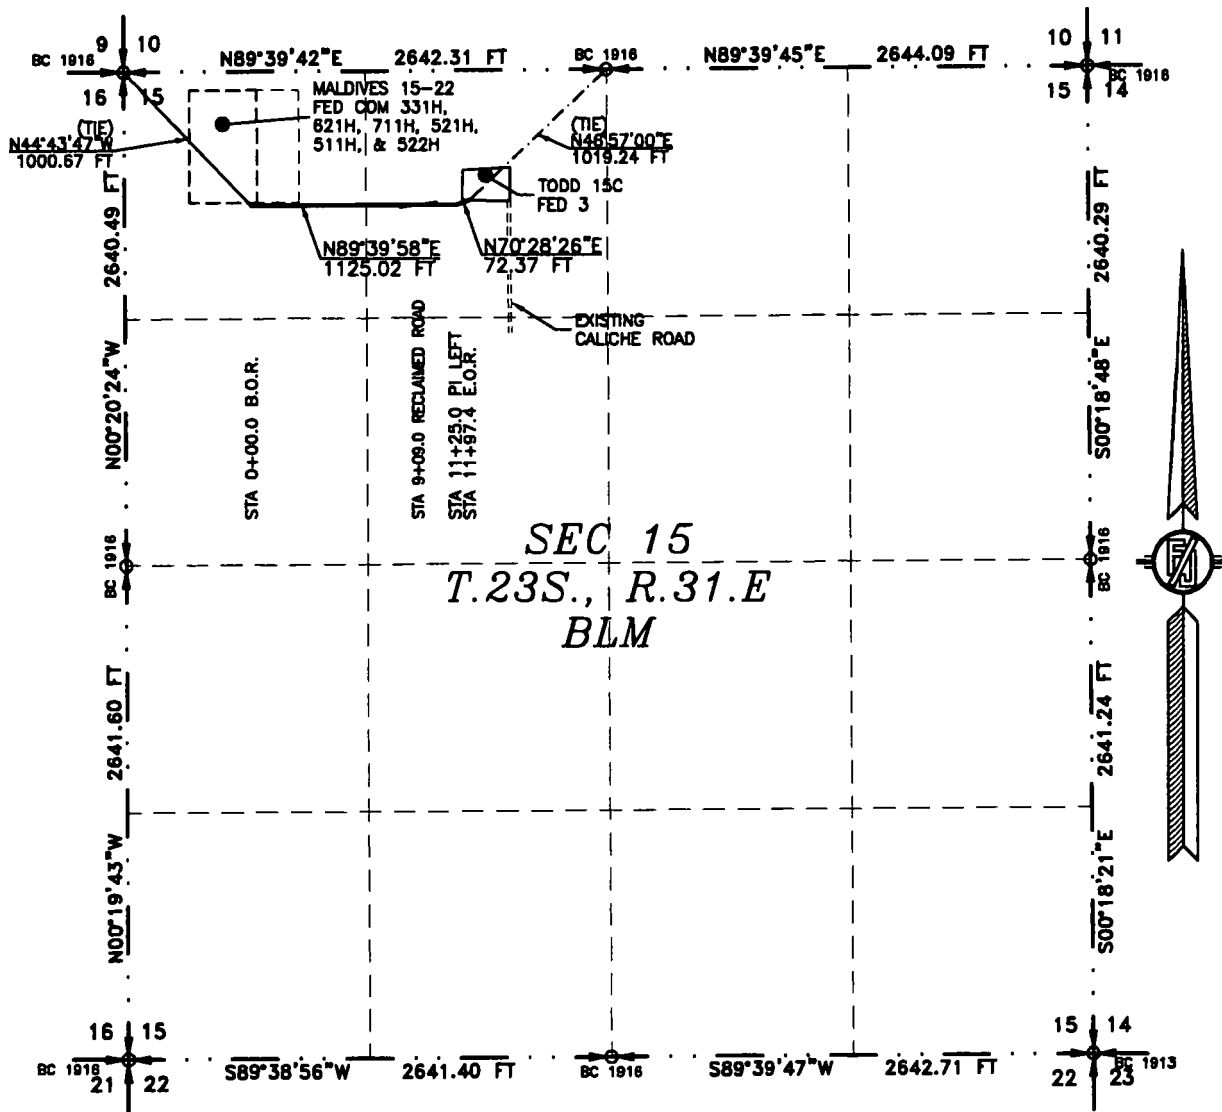 9 10
BC 1916
16 15
N89°39'42"E 2642.31 FT
BC 1916
N89°39'45"E 2644.09 FT
10 11
BC 1916
15 14
MALDIVES 15-22
FED COM 331H,
621H, 711H, 521H,
511H, & 522H
(TIE)
N44°43'47"W
1000.67 FT
(TIE)
N46°57'00"E
1019.24 FT
TODD 15C
FED 3
N89°39'58"E
1125.02 FT
N70°28'26"E
72.37 FT
EXISTING
CALICHE ROAD
N00°20'24"W 2640.49 FT
STA 0+00.0 B.O.R.
STA 9+09.0 RECLAIMED ROAD
STA 11+25.0 PI LEFT
STA 11+97.4 E.O.R.
S00°18'48"E 2640.29 FT
SEC 15
T.23S., R.31.E
BLM
BC 1916
BC 1916
N00°19'43"W 2641.60 FT
S00°18'21"E 2641.24 FT
16 15
BC 1916
21 22
S89°38'56"W 2641.40 FT
BC 1916
S89°39'47"W 2642.71 FT
15 14
BC 1913
22 23